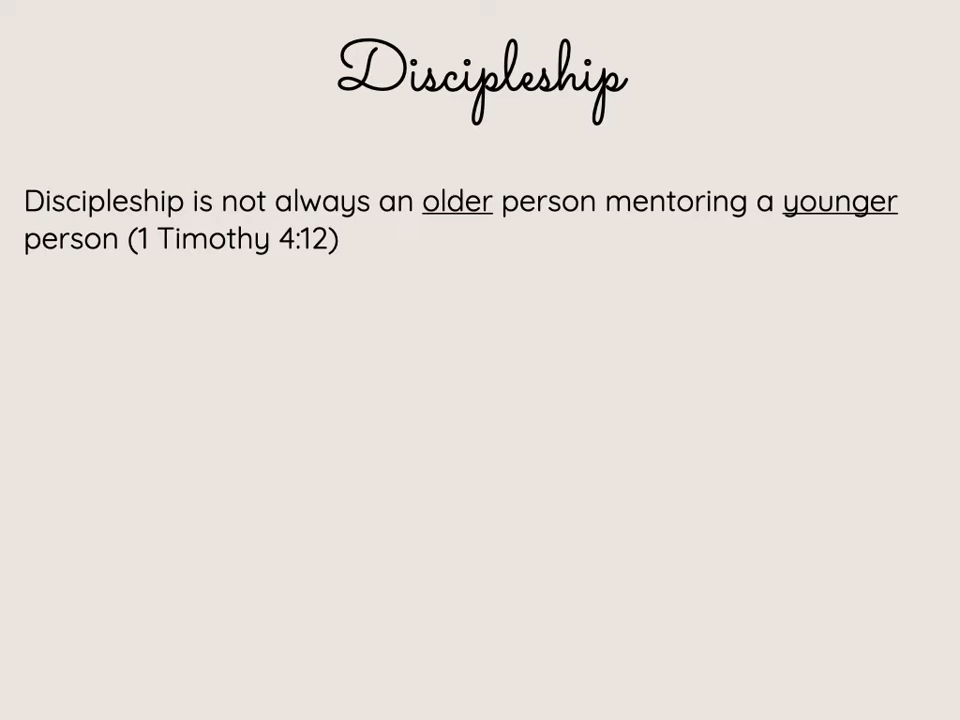 Discipleship
Discipleship is not always an older person mentoring a younger
person (1 Timothy 4:12)